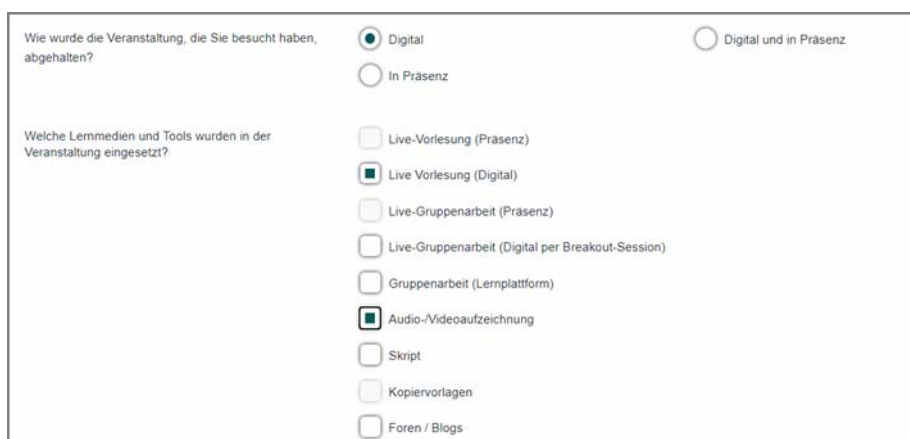 Wie wurde die Veranstaltung, die Sie besucht haben,
abgehalten?
Digital
Digital und in Präsenz
In Präsenz
Welche Lernmedien und Tools wurden in der
Veranstaltung eingesetzt?
Live-Vorlesung (Präsenz)
Live Vorlesung (Digital)
Live-Gruppenarbeit (Präsenz)
Live-Gruppenarbeit (Digital per Breakout-Session)
Gruppenarbeit (Lernplattform)
Audio-/Videoaufzeichnung
Skript
Kopiervorlagen
Foren / Blogs